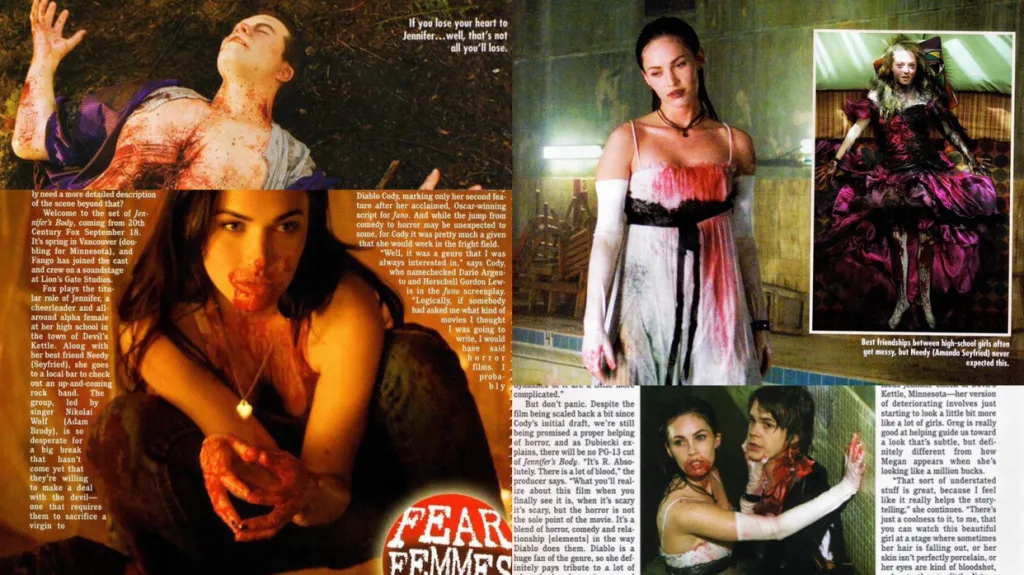 If you lose your heart to
Jennifer...well, that's not
all you'll lose.
ly need a more detailed description
of the scene beyond that?
Welcome to the set of Jen-
nifer's Body, coming from 20th
Century Fox September 18.
It's spring in Vancouver (dou-
bling for Minnesota), and
Fango has joined the cast
and crew on a soundstage
at Lion's Gate Studios.
Fox plays the titu-
lar role of Jennifer, a
cheerleader and all-
around alpha female
at her high school in
the town of Devil's
Kettle. Along with
her best friend Needy
(Seyfried), she goes
to a local bar to check
out an up-and-coming
rock band. The
group, led by
singer Nikolai
Wolf (Adam
Brody), is so
desperate for
a big break
that hasn't
come yet that
they're willing
to make a deal
with the devil—
one that requires
them to sacrifice a
virgin to
Diablo Cody, marking only her second fea-
ture after her acclaimed, Oscar-winning
script for Juno. And while the jump from
comedy to horror may be unexpected to
some, for Cody it was pretty much a given
that she would work in the fright field.
"Well, it was a genre that I was
always interested in," says Cody,
who namechecked Dario Argen-
to and Herschell Gordon Lew-
is in the Juno screenplay.
"Logically, if somebody
had asked me what kind of
movies I thought
I was going to
write, I would
have said
horror
films. I
proba-
bly
FEAR
FEMMES
Best friendships between high-school girls often
get messy, but Needy (Amanda Seyfried) never
expected this.
dynamics of it are a little more
complicated."
But don't panic. Despite the
film being scaled back a bit since
Cody's initial draft, we're still
being promised a proper helping
of horror, and as Dubiecki ex-
plains, there will be no PG-13 cut
of Jennifer's Body. "It's R. Abso-
lutely. There is a lot of blood," the
producer says. "What you'll real-
ize about this film when you
finally see it is, when it's scary
it's scary, but the horror is not
the sole point of the movie. It's a
blend of horror, comedy and rela-
tionship [elements] in the way
Diablo does them. Diablo is a
huge fan of the genre, so she def-
initely pays tribute to a lot of
Kettle, Minnesota—her version
of deteriorating involves just
starting to look a little bit more
like a lot of girls. Greg is really
good at helping guide us toward
a look that's subtle, but defi-
nitely different from how
Megan appears when she's
looking like a million bucks.
"That sort of understated
stuff is great, because I feel
like it really helps the story-
telling," she continues. "There's
just a coolness to it, to me, that
you can watch this beautiful
girl at a stage where sometimes
her hair is falling out, or her
skin isn't perfectly porcelain, or
her eyes are kind of bloodshot,